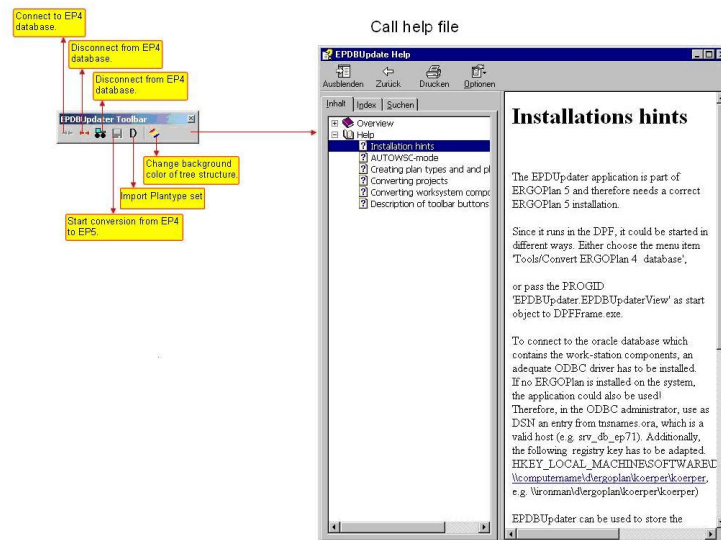 Connect to EP4
database.
Disconnect from EP4
database.
Disconnect from EP4
database.
EPDBUpdater Toolbar
D
Change background
color of tree structure.
Import Plantype set
Start conversion from EP4
to EP5.
Call help file
EPDBUpdate Help
Ausblenden Zurück Drucken Optionen
Inhalt Index Suchen
Overview
Help
Installation hints
AUTOWSC-mode
Creating plan types and and pl
Converting projects
Converting worksystem compo
Description of toolbar buttons
Installations hints
The EPDUpdater application is part of
ERGOPlan 5 and therefore needs a correct
ERGOPlan 5 installation.
Since it runs in the DPF, it could be started in
different ways. Either choose the menu item
'Tools/Convert ERGOPlan 4 database',
or pass the PROGID
'EPDBUpdater.EPDBUpdaterView' as start
object to DPFFrame.exe.
To connect to the oracle database which
contains the work-station components, an
adequate ODBC driver has to be installed.
If no ERGOPlan is installed on the system,
the application could also be used!
Therefore, in the ODBC administrator, use as
DSN an entry from tnsnames.ora, which is a
valid host (e.g. srv_db_ep71). Additionally,
the following registry key has to be adapted.
HKEY_LOCAL_MACHINE\SOFTWARE\D
\\computername\d\ergoplan\koerper\koerper,
e.g. \\ironman\d\ergoplan\koerper\koerper)
EPDBUpdater can be used to store the